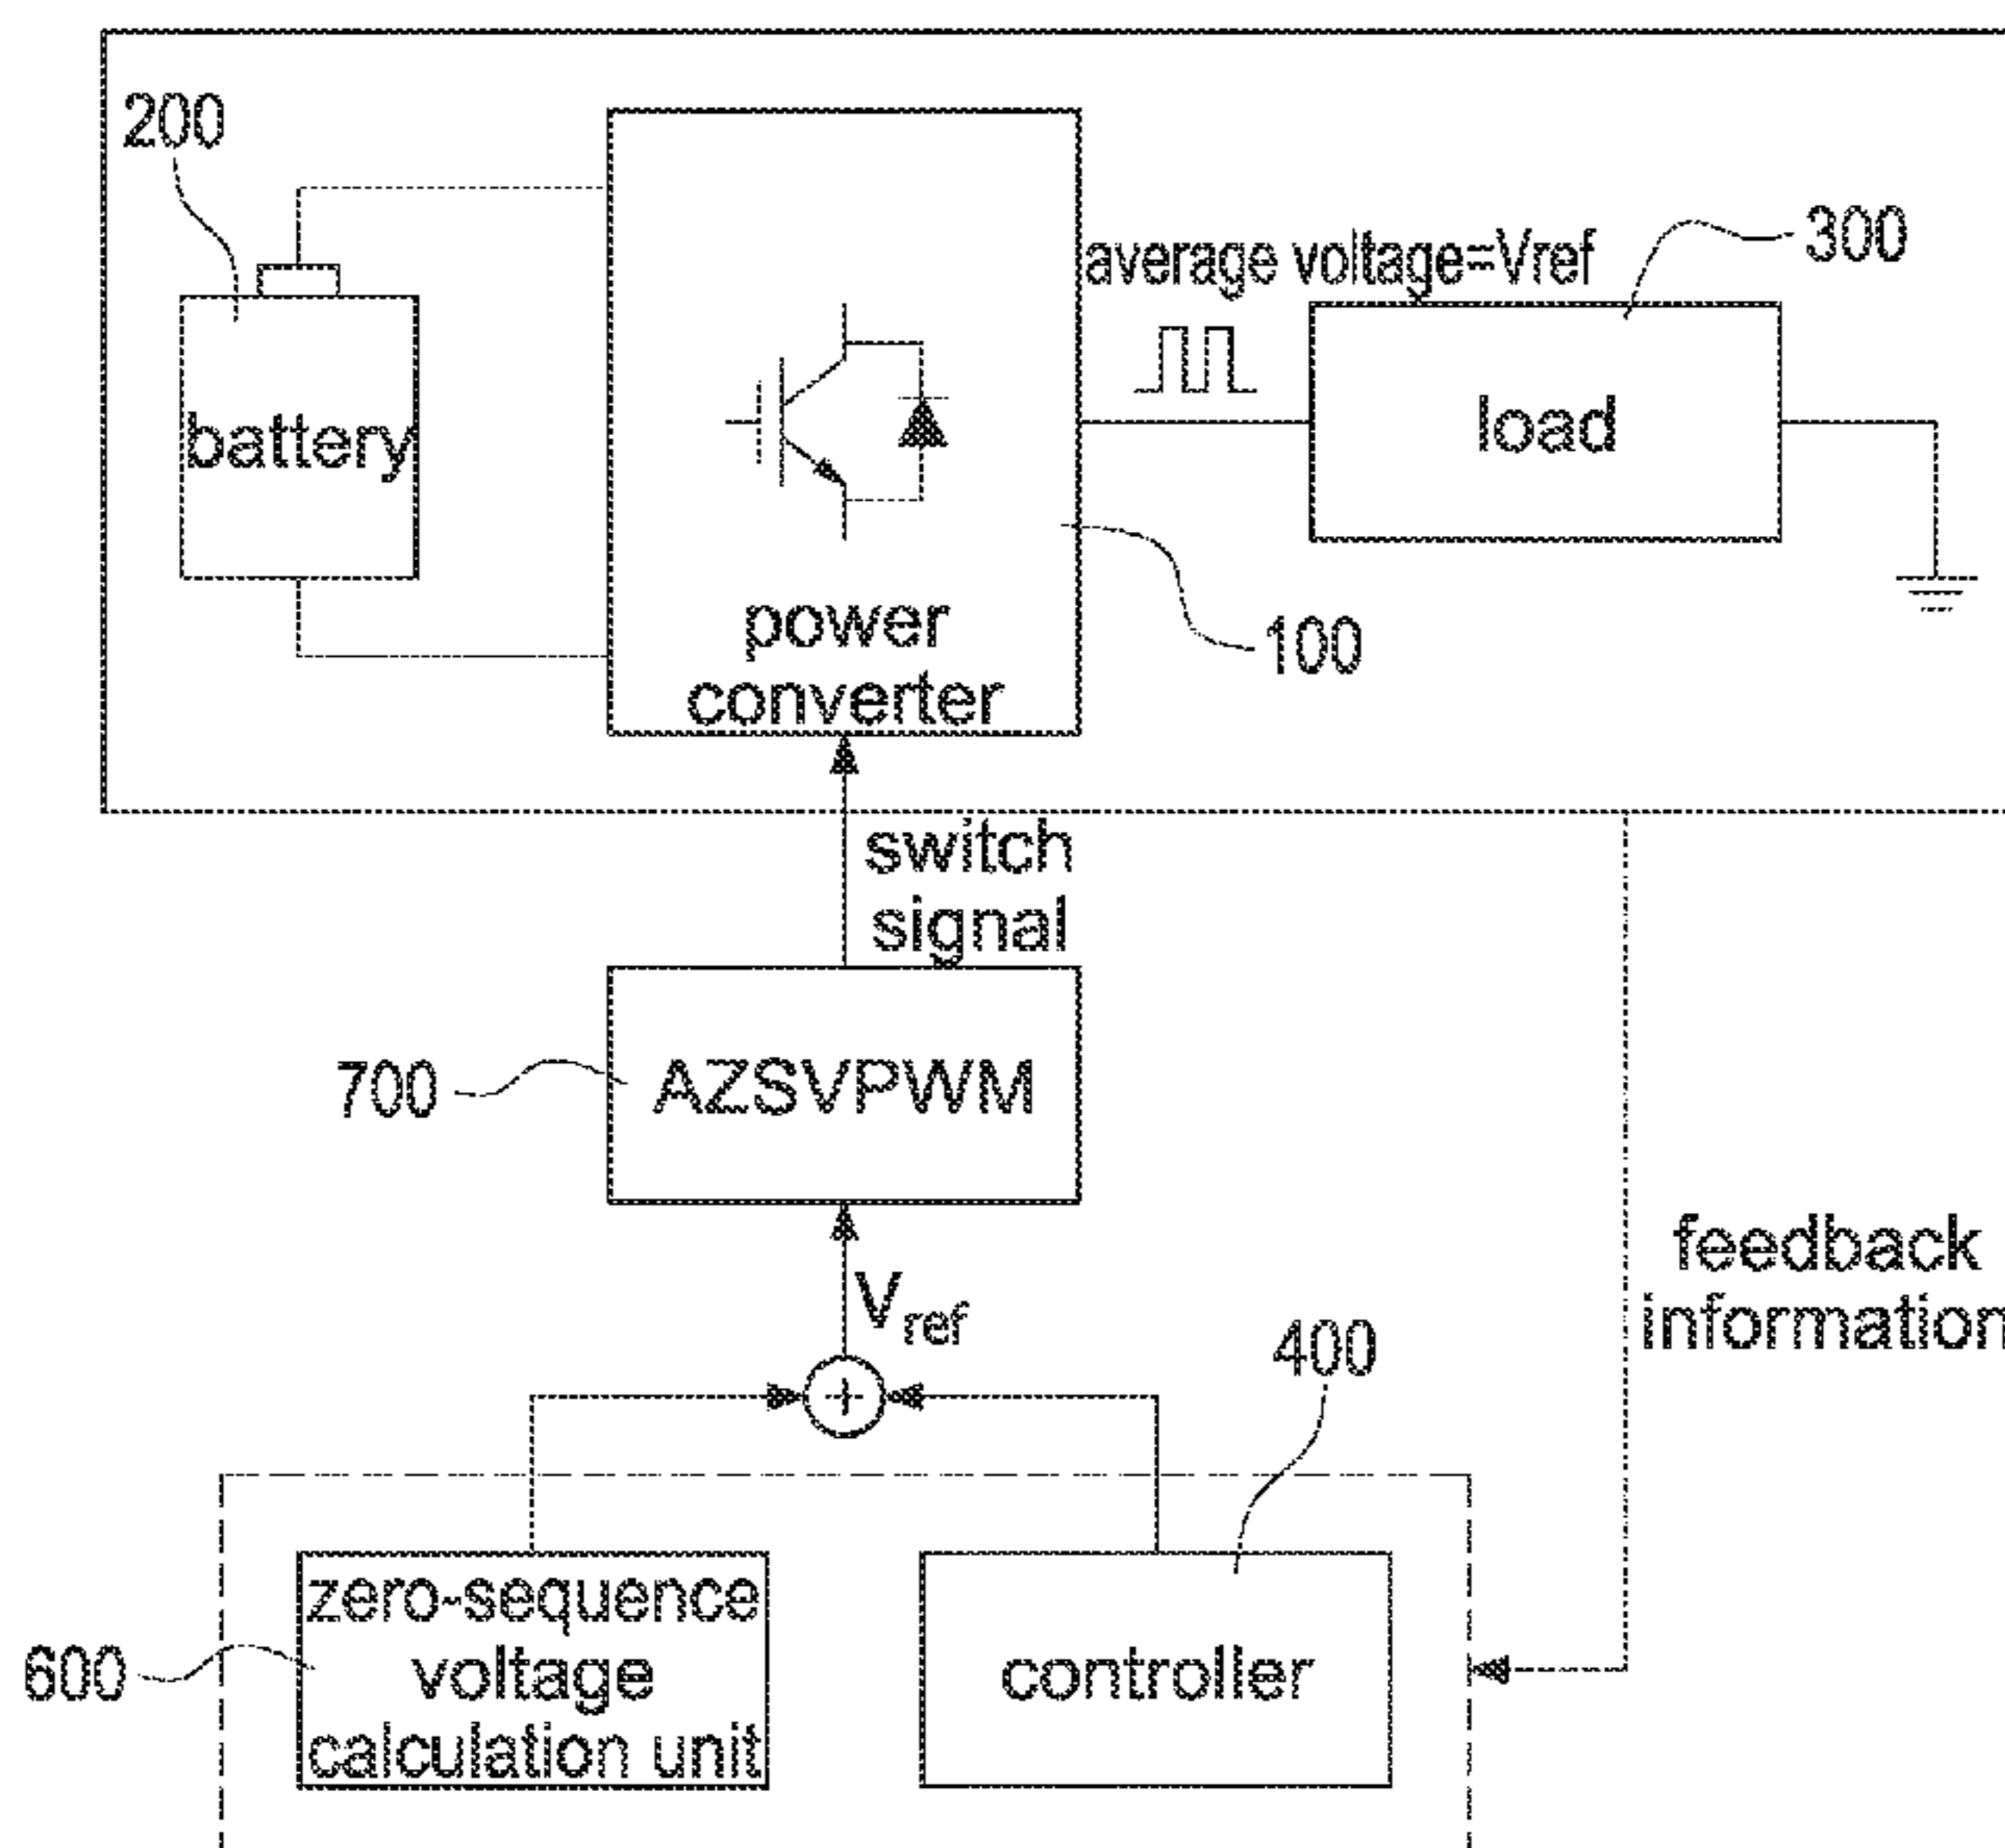 200
average voltage=Vref
300
battery
load
power
converter
100
switch
signal
700
AZSVPWM
feedback
information
Vref
400
zero-sequence
voltage
calculation unit
600
controller